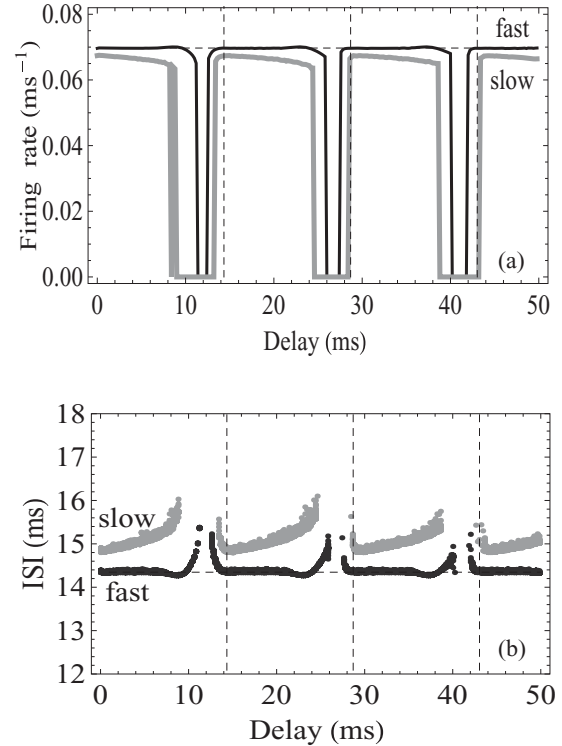 0.08
0.06
0.04
0.02
0.00
Firing rate (ms⁻¹)
fast
slow
(a)
0 10 20 30 40 50
Delay (ms)
18
17
16
15
14
13
12
ISI (ms)
slow
fast
(b)
0 10 20 30 40 50
Delay (ms)